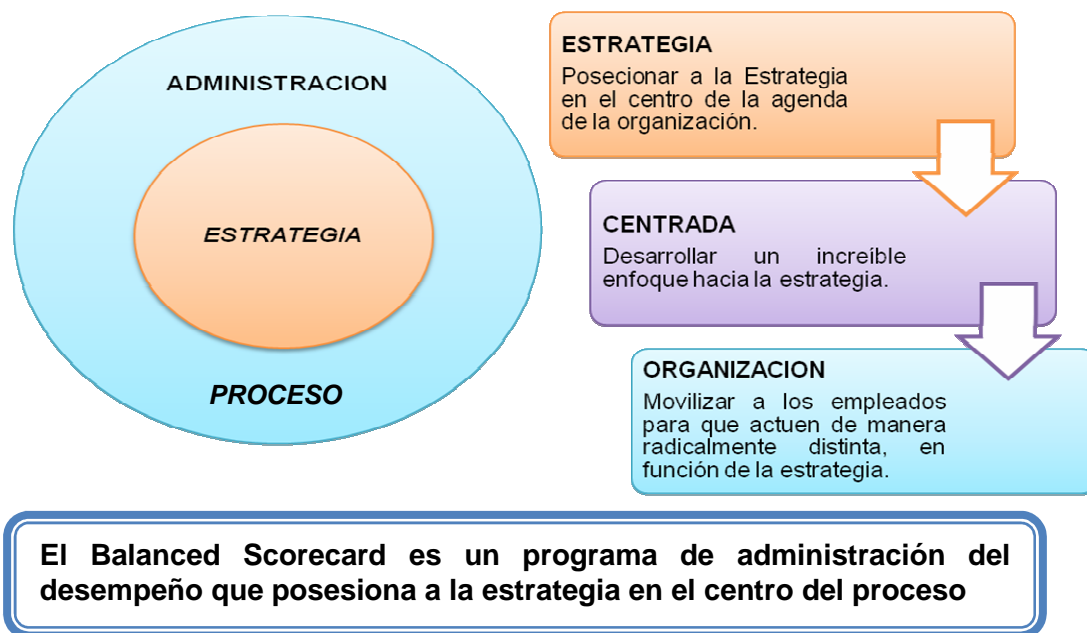 ADMINISTRACION
ESTRATEGIA
PROCESO
ESTRATEGIA
Posecionar a la Estrategia
en el centro de la agenda
de la organización.
CENTRADA
Desarrollar un increíble
enfoque hacia la estrategia.
ORGANIZACION
Movilizar a los empleados
para que actuen de manera
radicalmente distinta, en
función de la estrategia.
El Balanced Scorecard es un programa de administración del
desempeño que posesiona a la estrategia en el centro del proceso